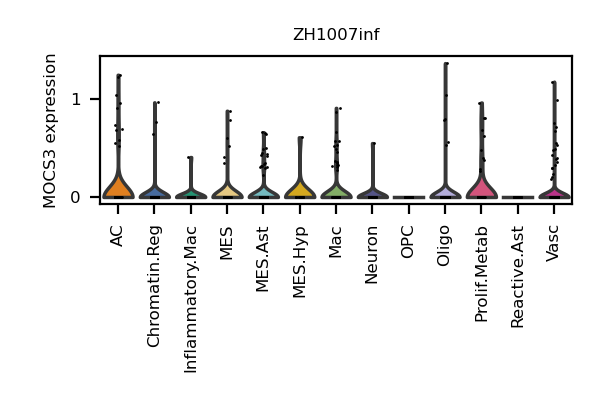 ZH1007inf
MOCS3 expression
1
0
AC
Chromatin.Reg
Inflammatory.Mac
MES
MES.Ast
MES.Hyp
Mac
Neuron
OPC
Oligo
Prolif.Metab
Reactive.Ast
Vasc